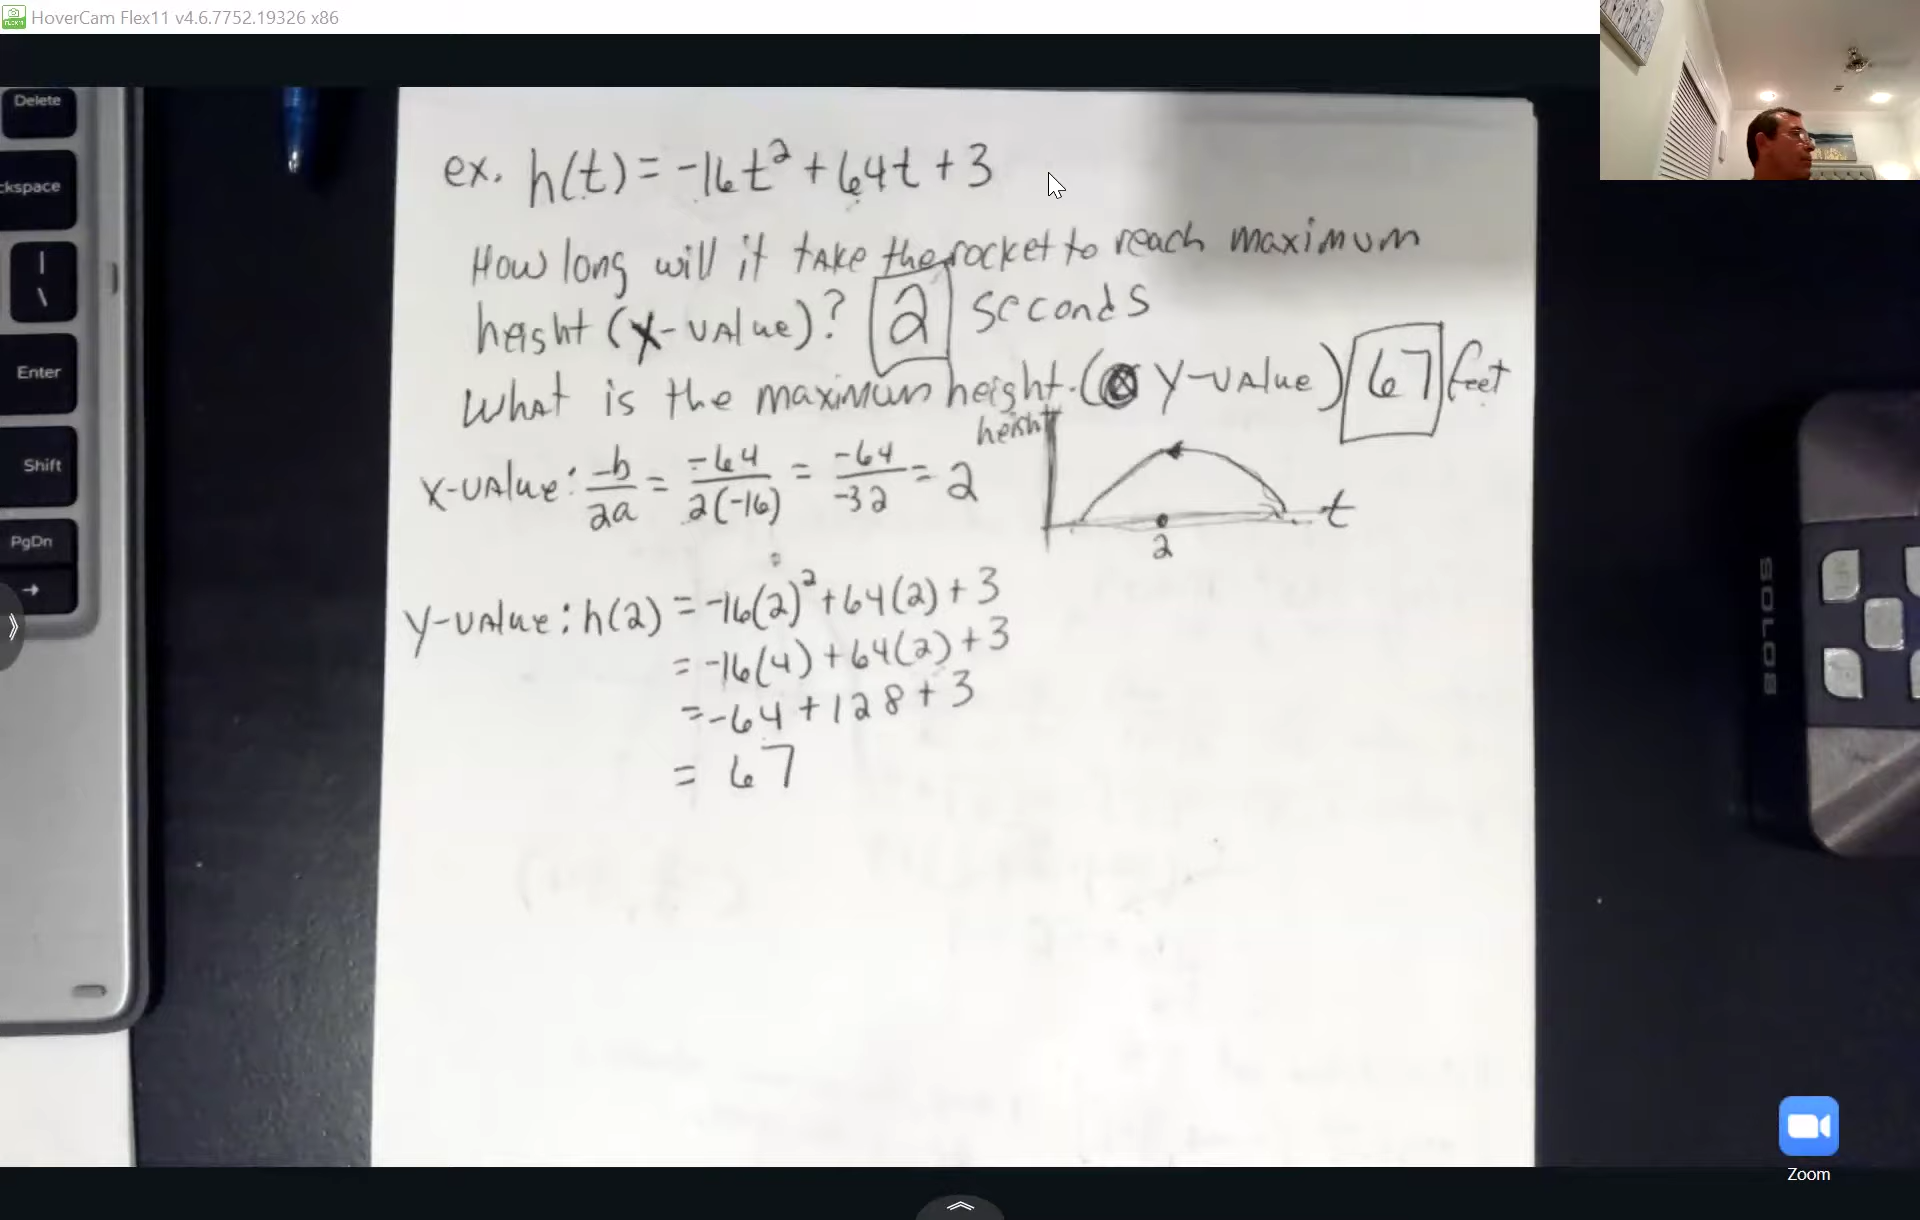 HoverCam Flex11 v4.6.7752.19326 x86
Delete
ckspace
|
\
Enter
Shift
PgDn
→
ex. h(t) = -16t² + 64t + 3
How long will it take the rocket to reach maximum
height (x-value)? 2 seconds
What is the maximum height. (y-value) 67 feet
height
x-value: -b/2a = -64/2(-16) = -64/-32 = 2
t
2
y-value: h(2) = -16(2)² + 64(2) + 3
= -16(4) + 64(2) + 3
= -64 + 128 + 3
= 67
SOLO8
Zoom